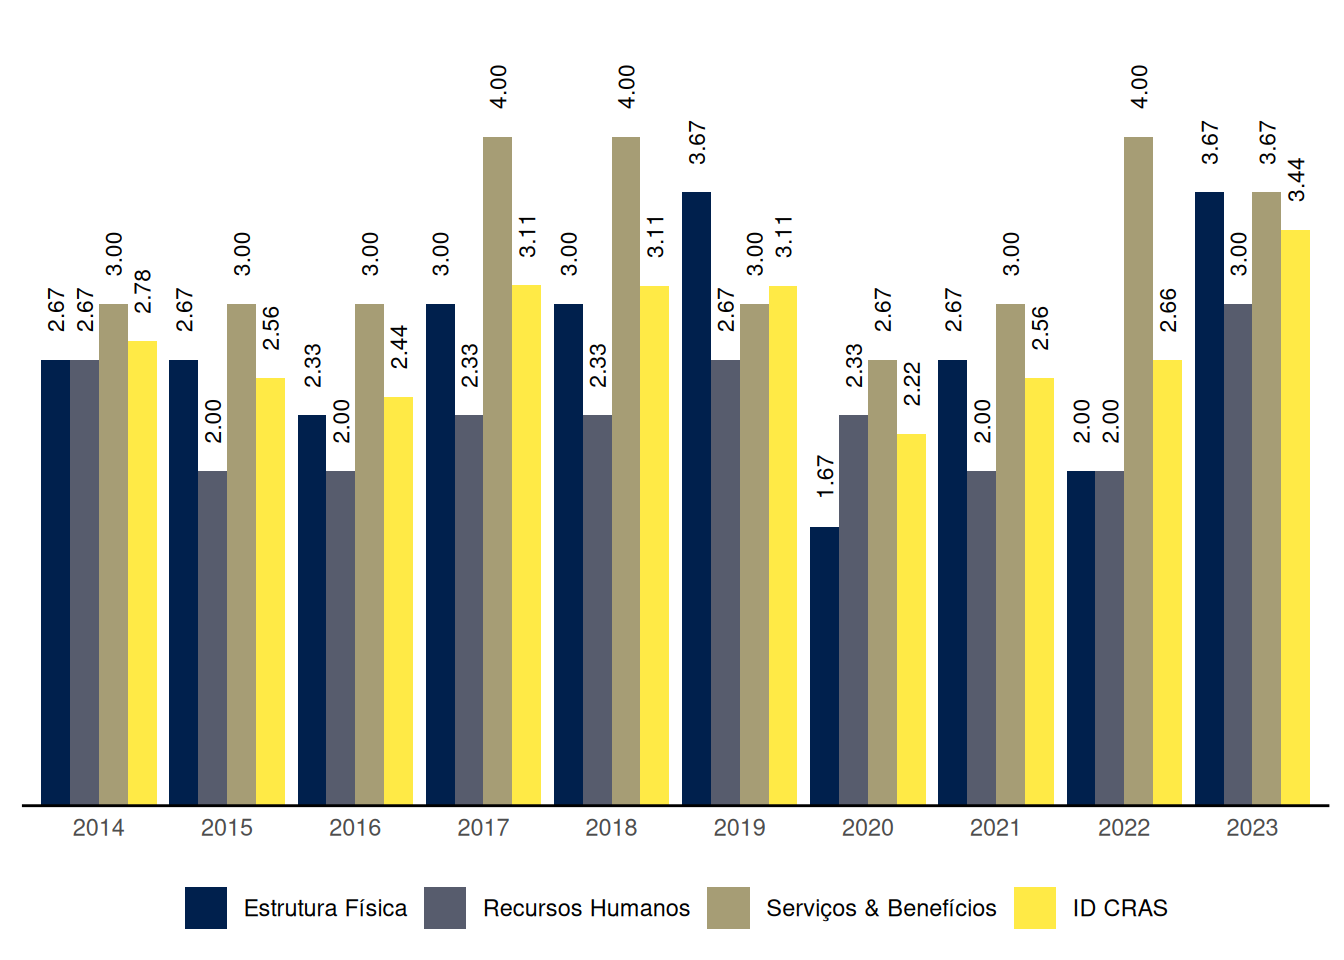 4.00 4.00 4.00
3.67 3.67 3.67
3.44
3.11 3.11 3.11
3.00 3.00 3.00 3.00 3.00 3.00 3.00 3.00
2.78
2.67 2.67 2.67 2.67 2.67 2.67 2.66
2.56 2.56
2.44
2.33 2.33 2.33 2.33
2.22
2.00 2.00 2.00 2.00 2.00
1.67
2014 2015 2016 2017 2018 2019 2020 2021 2022 2023
Estrutura Física Recursos Humanos Serviços & Benefícios ID CRAS